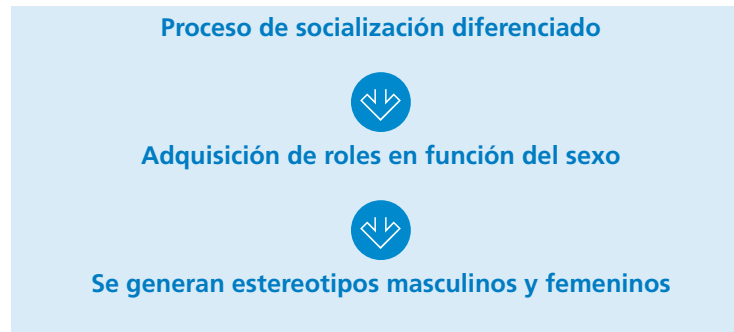 Proceso de socialización diferenciado
Adquisición de roles en función del sexo
Se generan estereotipos masculinos y femeninos